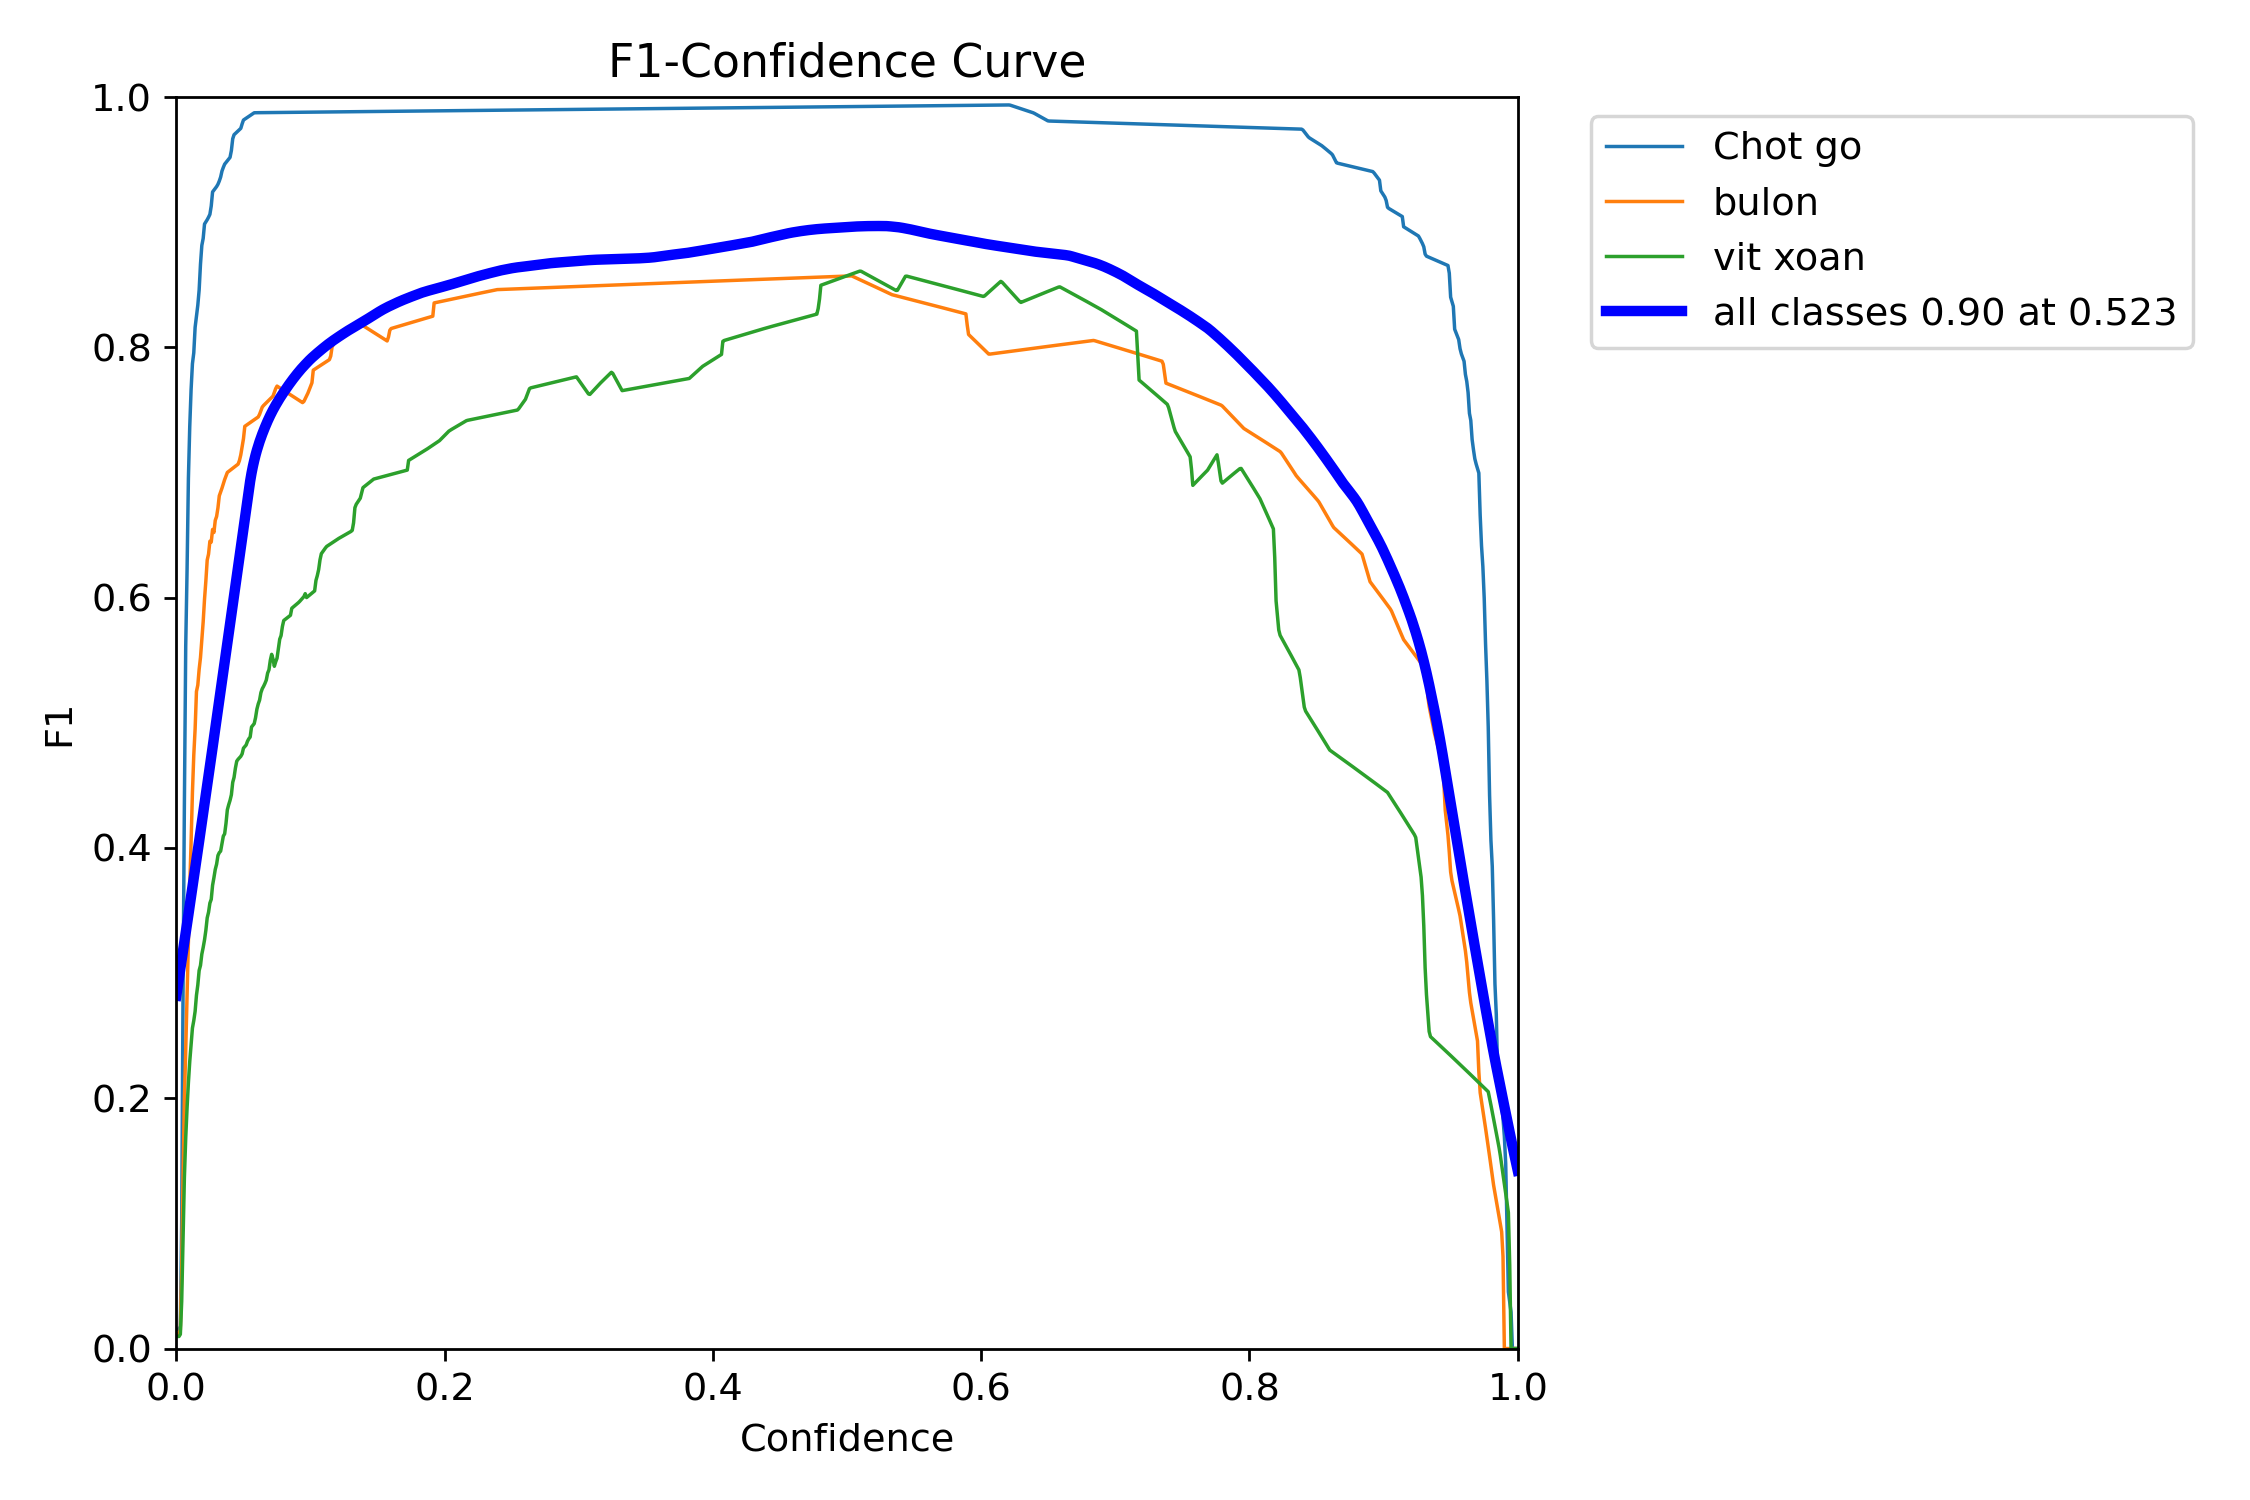 F1-Confidence Curve
1.0
0.8
0.6
0.4
0.2
0.0
F1
0.0 0.2 0.4 0.6 0.8 1.0
Confidence
Chot go
bulon
vit xoan
all classes 0.90 at 0.523